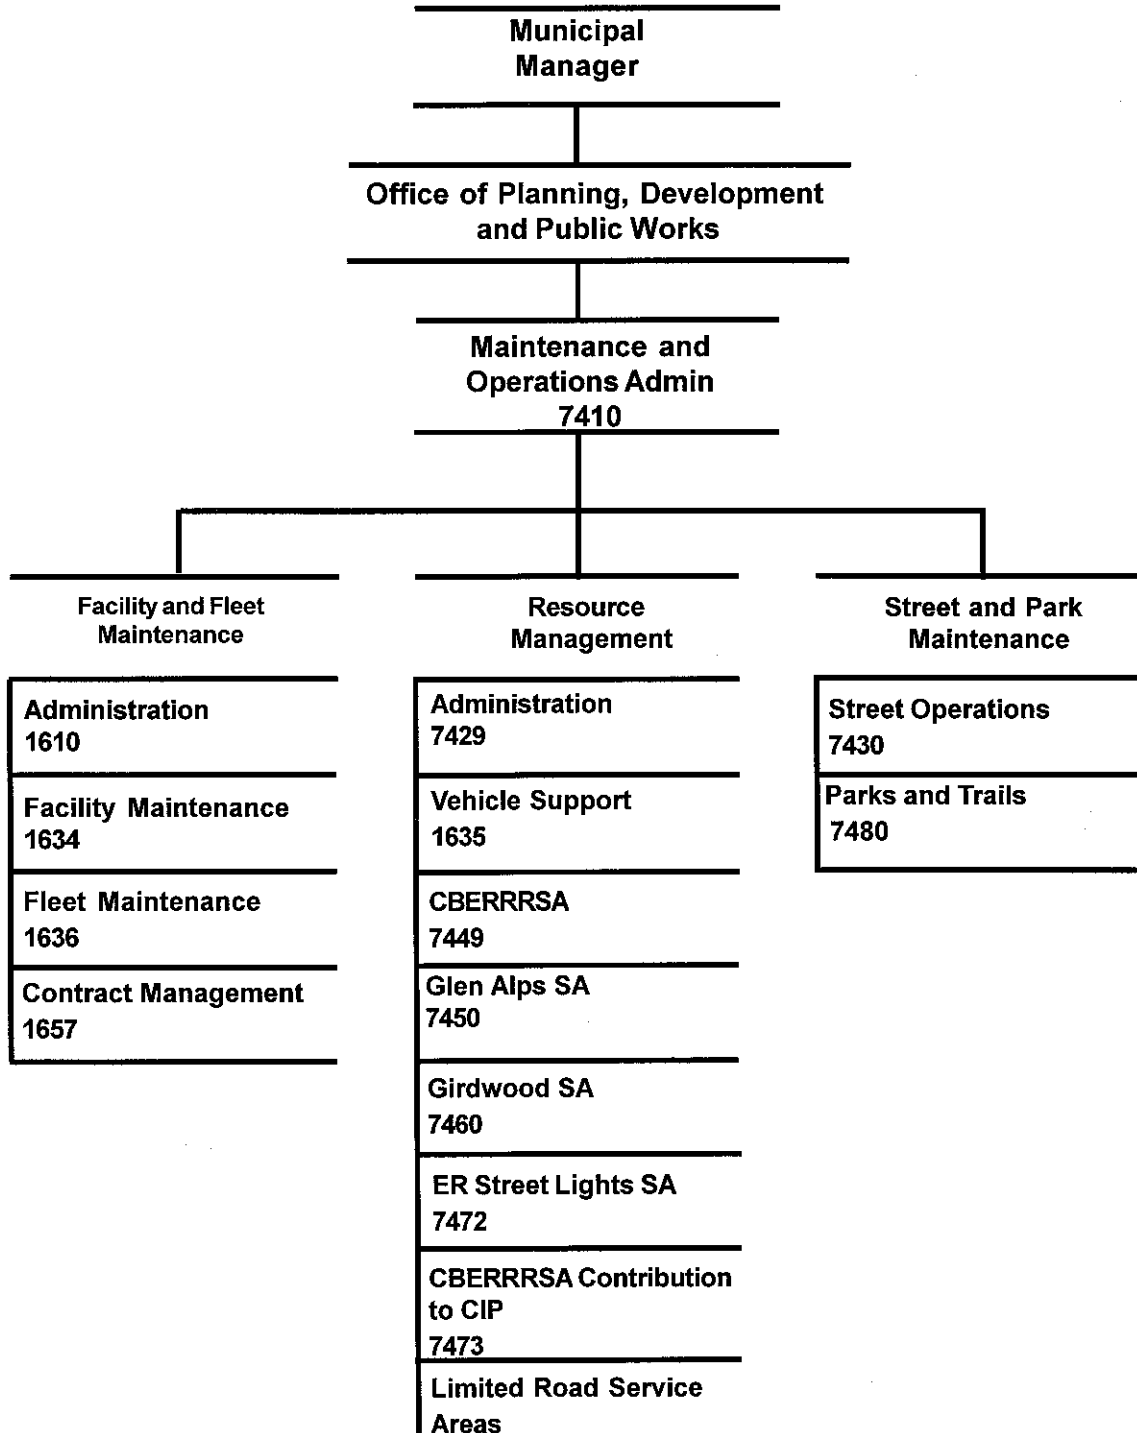 Municipal
Manager
Office of Planning, Development
and Public Works
Maintenance and
Operations Admin
7410
Facility and Fleet
Maintenance
Administration
1610
Facility Maintenance
1634
Fleet Maintenance
1636
Contract Management
1657
Resource
Management
Administration
7429
Vehicle Support
1635
CBERRRSA
7449
Glen Alps SA
7450
Girdwood SA
7460
ER Street Lights SA
7472
CBERRRSA Contribution
to CIP
7473
Limited Road Service
Areas
Street and Park
Maintenance
Street Operations
7430
Parks and Trails
7480